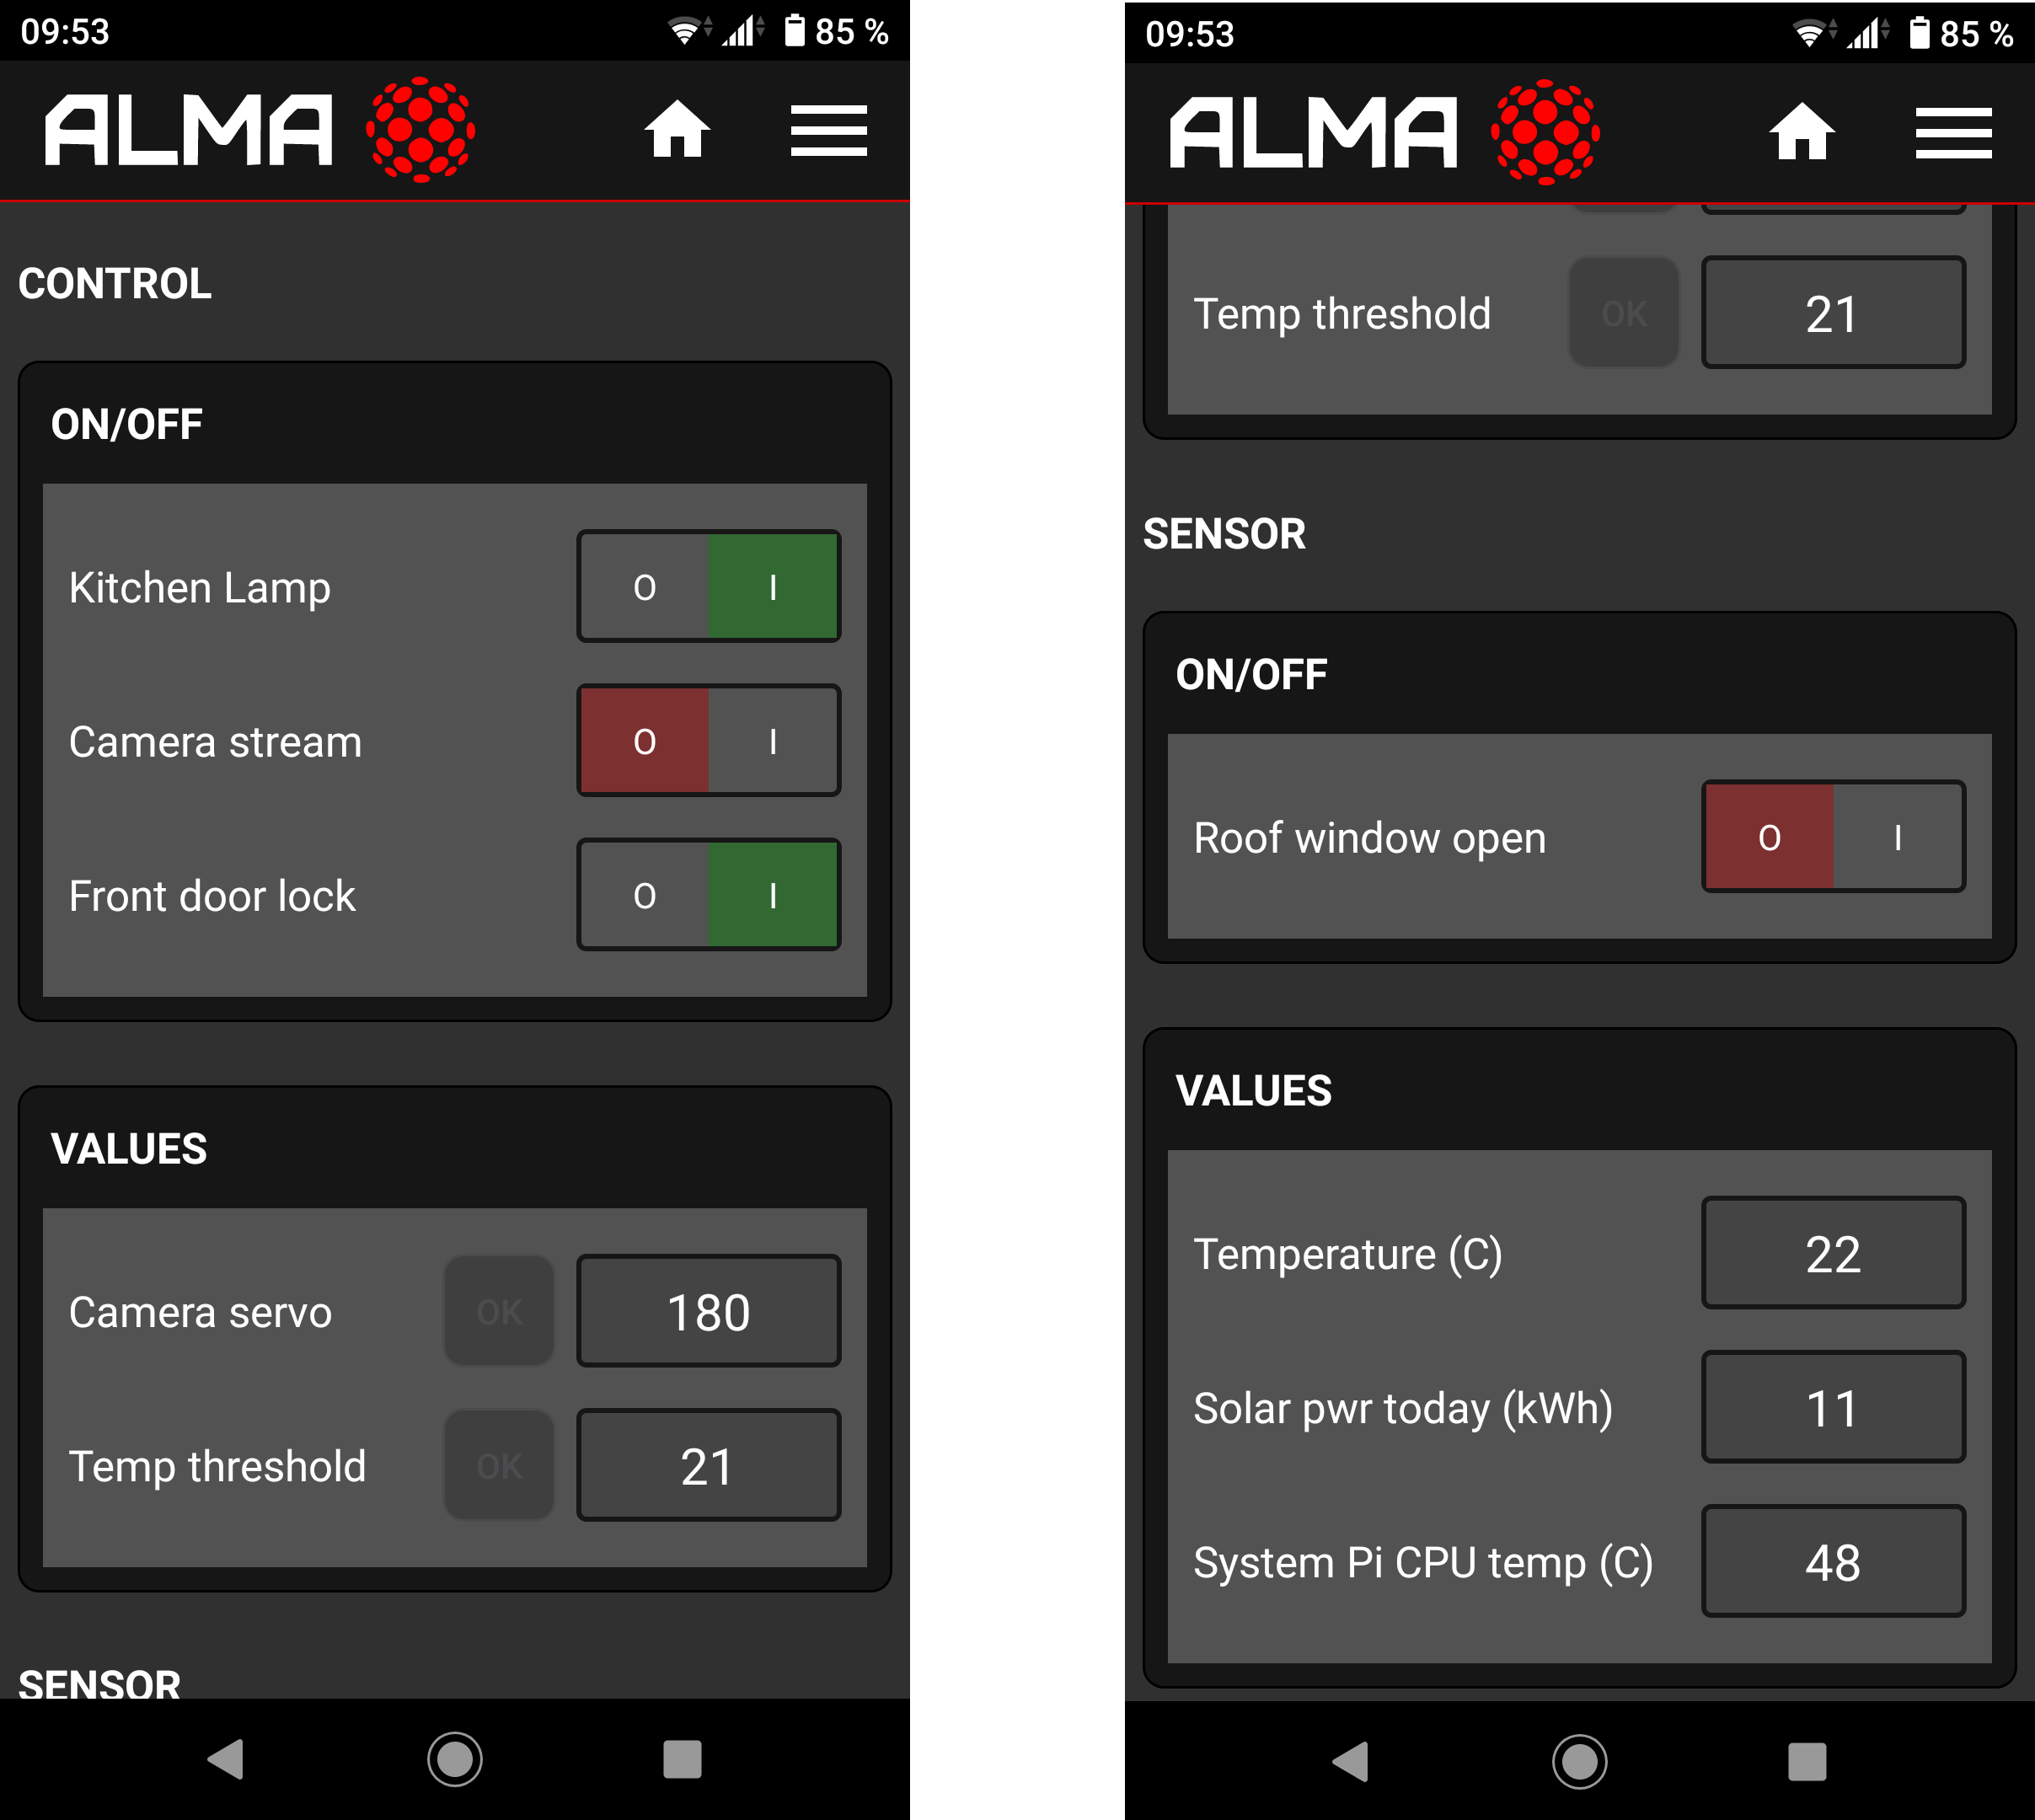 09:53 85 %
ALMA
CONTROL
ON/OFF
Kitchen Lamp O I
Camera stream O I
Front door lock O I
VALUES
Camera servo OK 180
Temp threshold OK 21
SENSOR
09:53 85 %
ALMA
Temp threshold OK 21
SENSOR
ON/OFF
Roof window open O I
VALUES
Temperature (C) 22
Solar pwr today (kWh) 11
System Pi CPU temp (C) 48